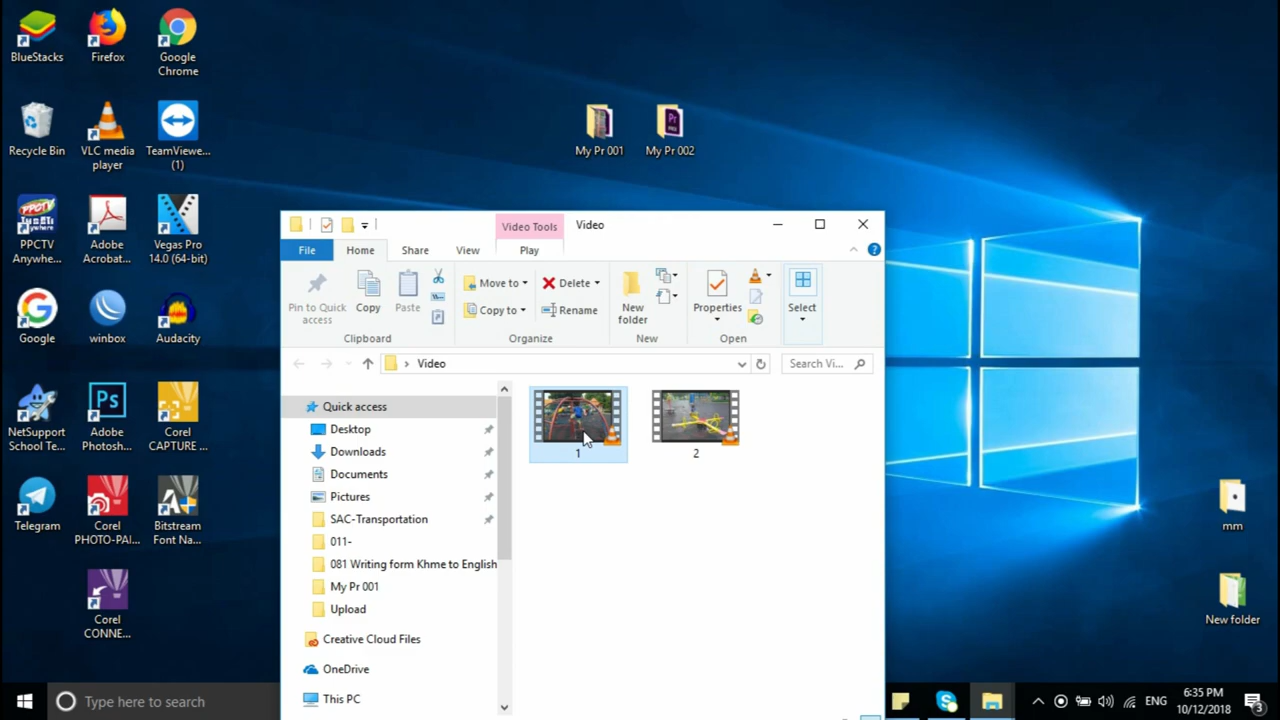 BlueStacks
Firefox
Google
Chrome
Recycle Bin
VLC media
player
TeamViewe...
(1)
PPCTV
Anywhe...
Adobe
Acrobat...
Vegas Pro
14.0 (64-bit)
Google
winbox
Audacity
NetSupport
School Te...
Adobe
Photosh...
Corel
CAPTURE ...
Telegram
Corel
PHOTO-PAI...
Bitstream
Font Na...
Corel
CONNE...
My Pr 001
My Pr 002
mm
New folder
Video Tools
Video
File
Home
Share
View
Play
Pin to Quick
access
Copy
Paste
Clipboard
Move to
Copy to
Delete
Rename
Organize
New
folder
New
Properties
Open
Select
Video
Search Vi...
Quick access
Desktop
Downloads
Documents
Pictures
SAC-Transportation
011-
081 Writing form Khme to English
My Pr 001
Upload
Creative Cloud Files
OneDrive
This PC
1
2
Type here to search
ENG
6:35 PM
10/12/2018
3